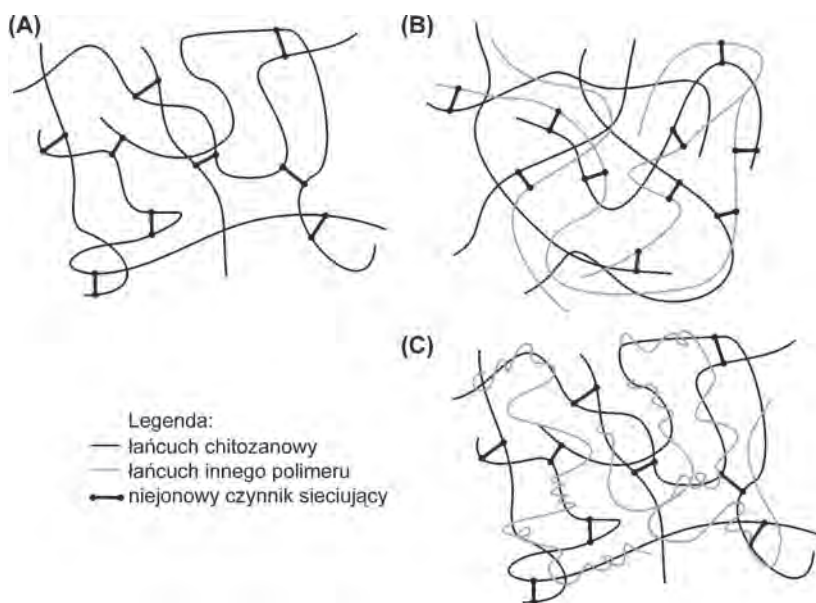 (A)
(B)
(C)
Legenda:
łańcuch chitozanowy
łańcuch innego polimeru
niejonowy czynnik sieciujący